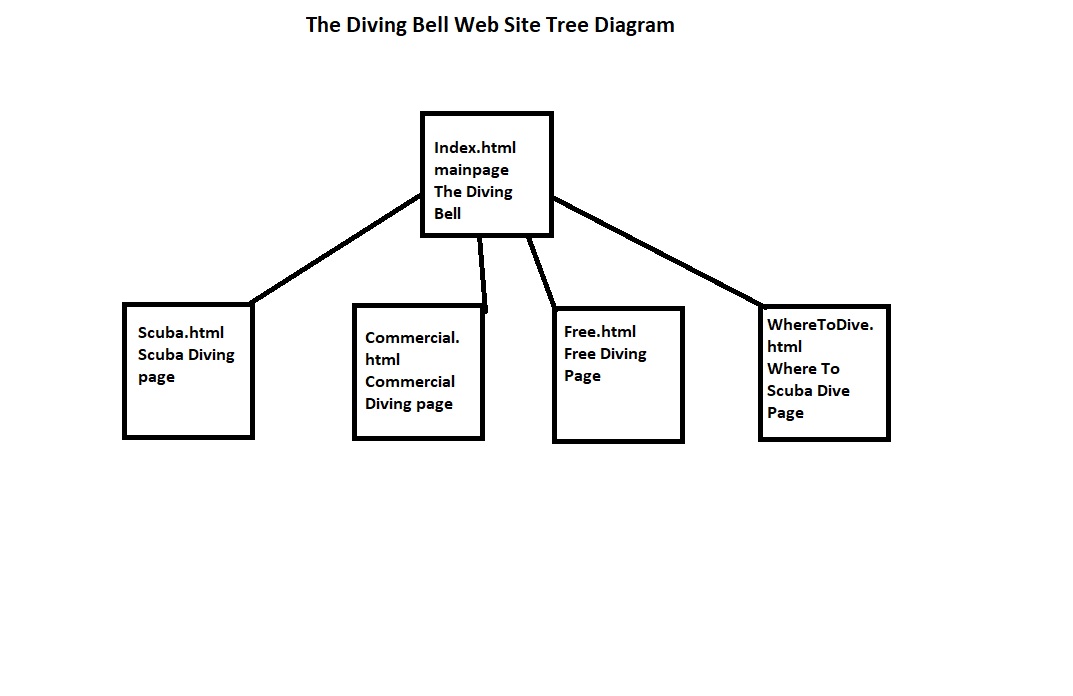 The Diving Bell Web Site Tree Diagram
Index.html
mainpage
The Diving
Bell
Scuba.html
Scuba Diving
page
Commercial.
html
Commercial
Diving page
Free.html
Free Diving
Page
WhereToDive.
html
Where To
Scuba Dive
Page